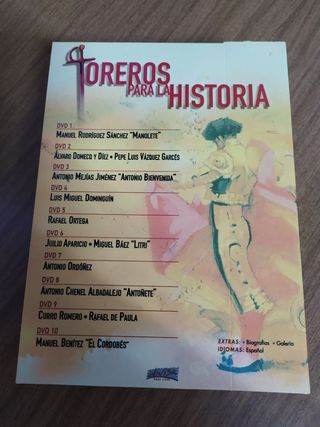 TOREROS
PARA LA
HISTORIA
DVD 1
MANUEL RODRÍGUEZ SÁNCHEZ "MANOLETE"
DVD 2
ÁLVARO DOMECQ Y DÍEZ • PEPE LUIS VÁZQUEZ GARCÉS
DVD 3
ANTONIO MEJÍAS JIMÉNEZ "ANTONIO BIENVENIDA"
DVD 4
LUIS MIGUEL DOMINGUÍN
DVD 5
RAFAEL ORTEGA
DVD 6
JUILIO APARICIO • MIGUEL BÁEZ "LITRI"
DVD 7
ANTONIO ORDÓÑEZ
DVD 8
ANTONIO CHENEL ALBADALEJO "ANTOÑETE"
DVD 9
CURRO ROMERO • RAFAEL DE PAULA
DVD 10
MANUEL BENÍTEZ "EL CORDOBÉS"
EXTRAS: • Biografías • Galería
IDIOMAS: Español
DIVISA